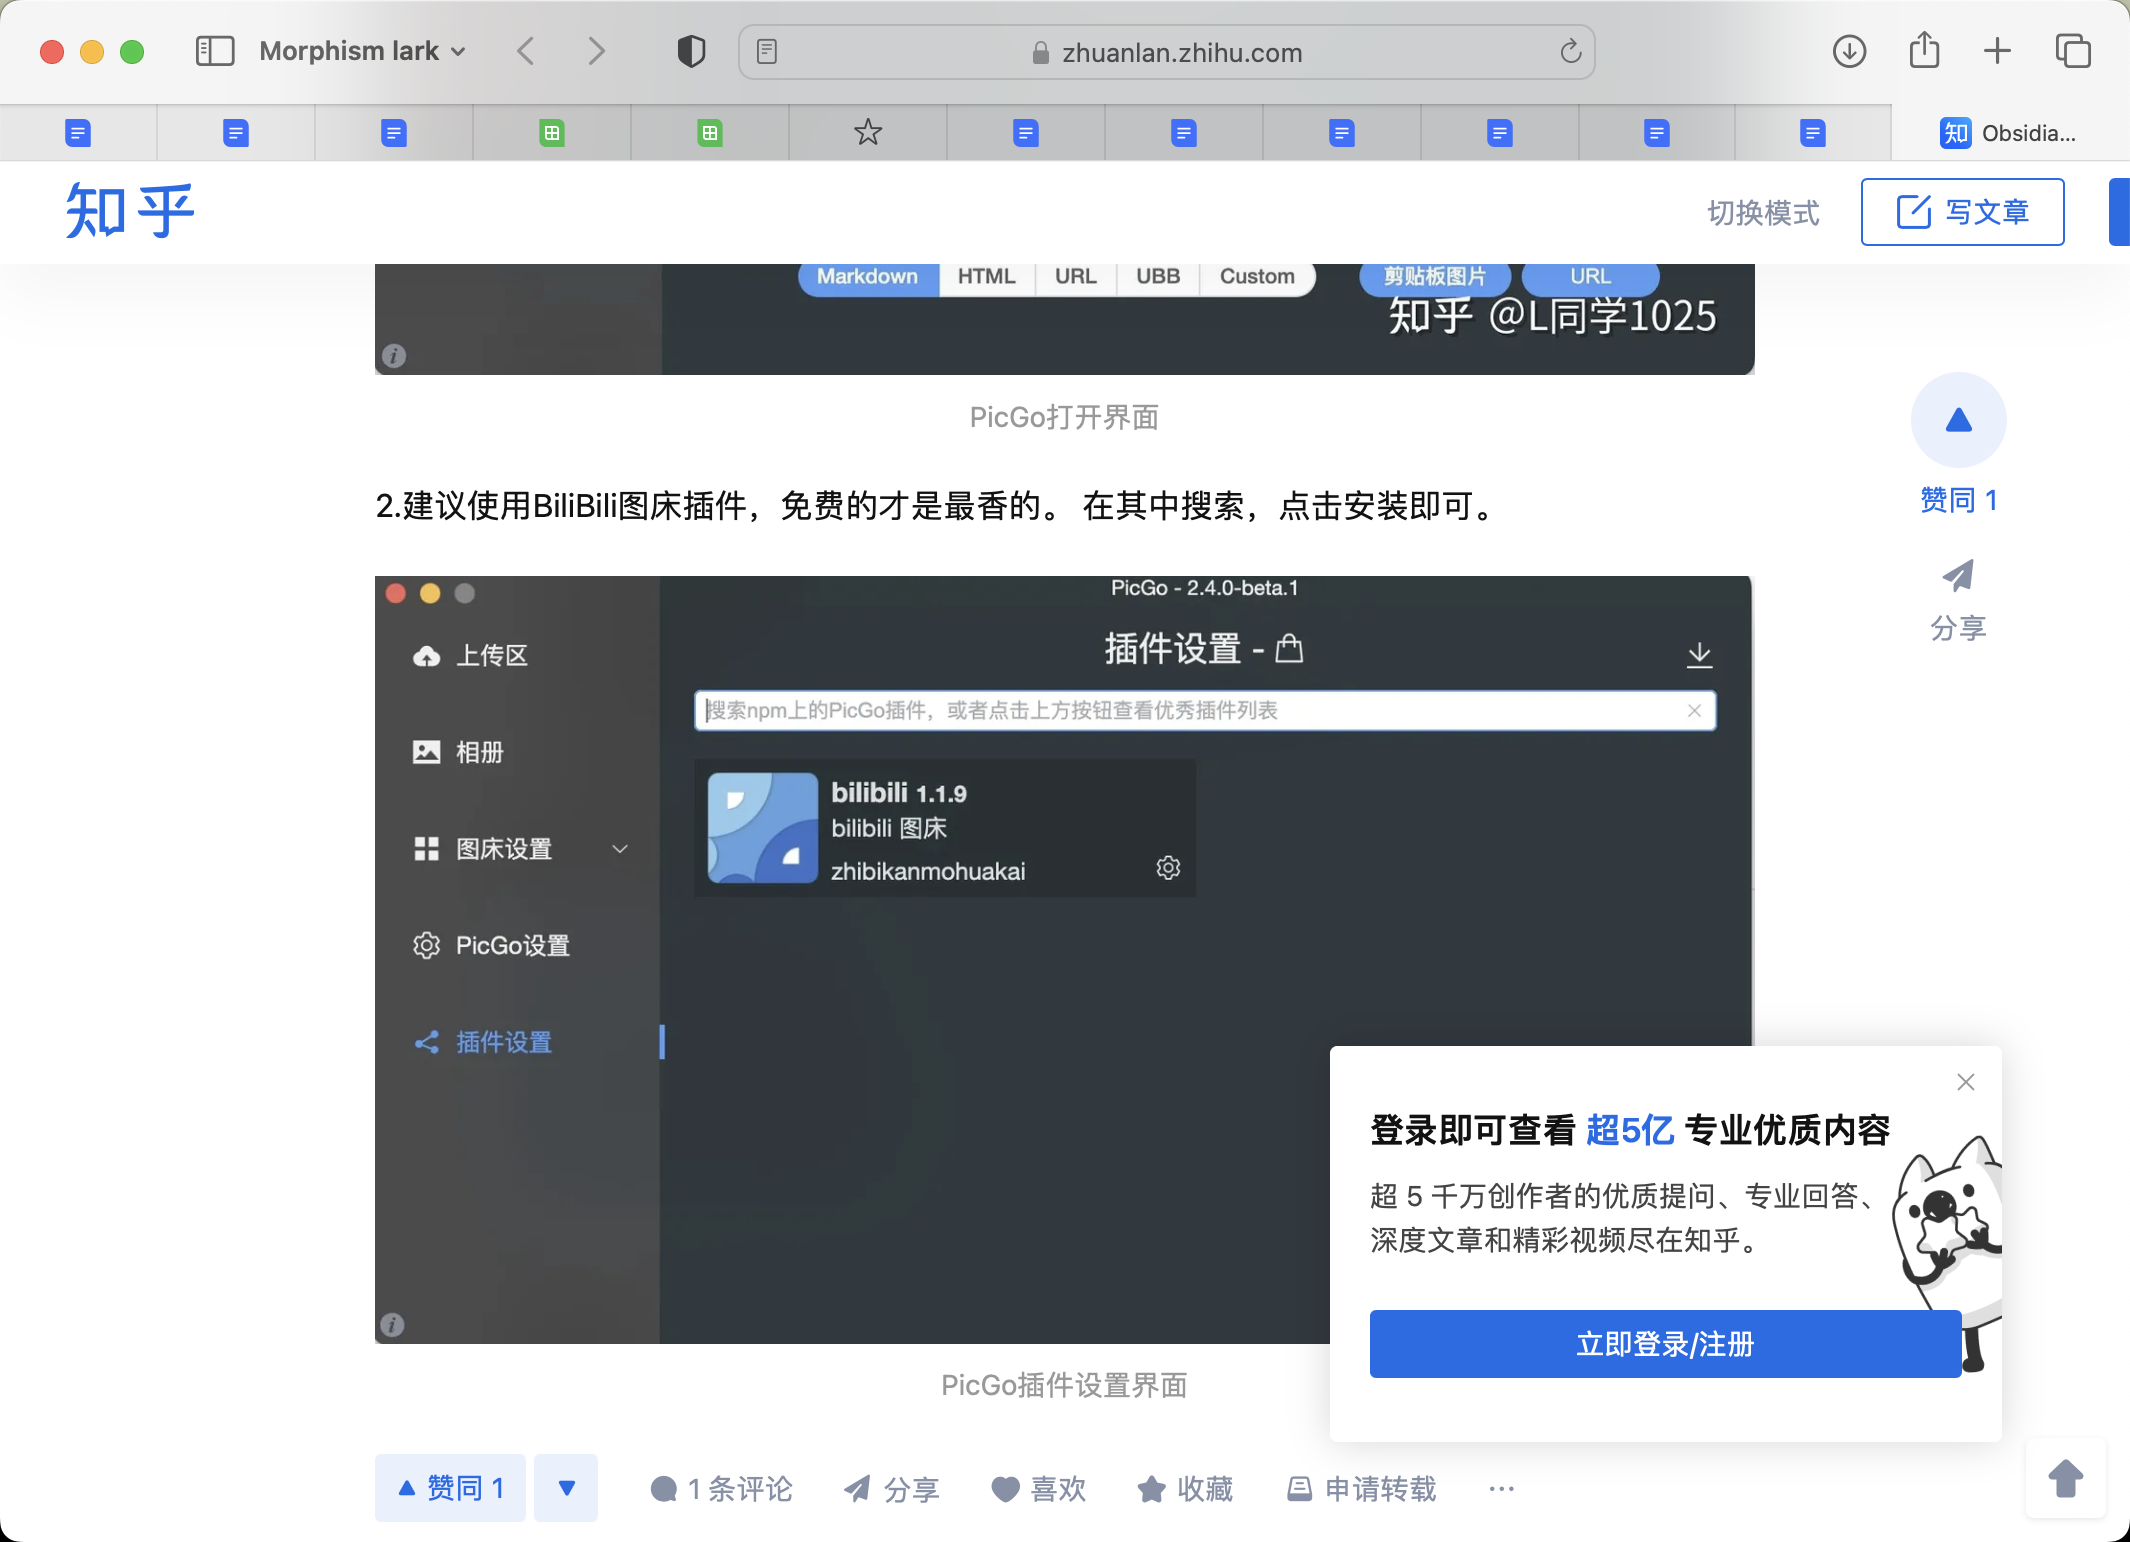 Morphism lark
zhuanlan.zhihu.com
知 Obsidia...
知乎
切换模式
写文章
Markdown HTML URL UBB Custom 剪贴板图片 URL
知乎 @L同学1025
PicGo打开界面
赞同 1
2.建议使用BiliBili图床插件，免费的才是最香的。 在其中搜索，点击安装即可。
分享
PicGo - 2.4.0-beta.1
上传区
插件设置 -
搜索npm上的PicGo插件，或者点击上方按钮查看优秀插件列表
相册
bilibili 1.1.9
bilibili 图床
zhibikanmohuakai
图床设置
PicGo设置
插件设置
登录即可查看 超5亿 专业优质内容
超 5 千万创作者的优质提问、专业回答、
深度文章和精彩视频尽在知乎。
立即登录/注册
PicGo插件设置界面
赞同 1
1 条评论
分享
喜欢
收藏
申请转载
···